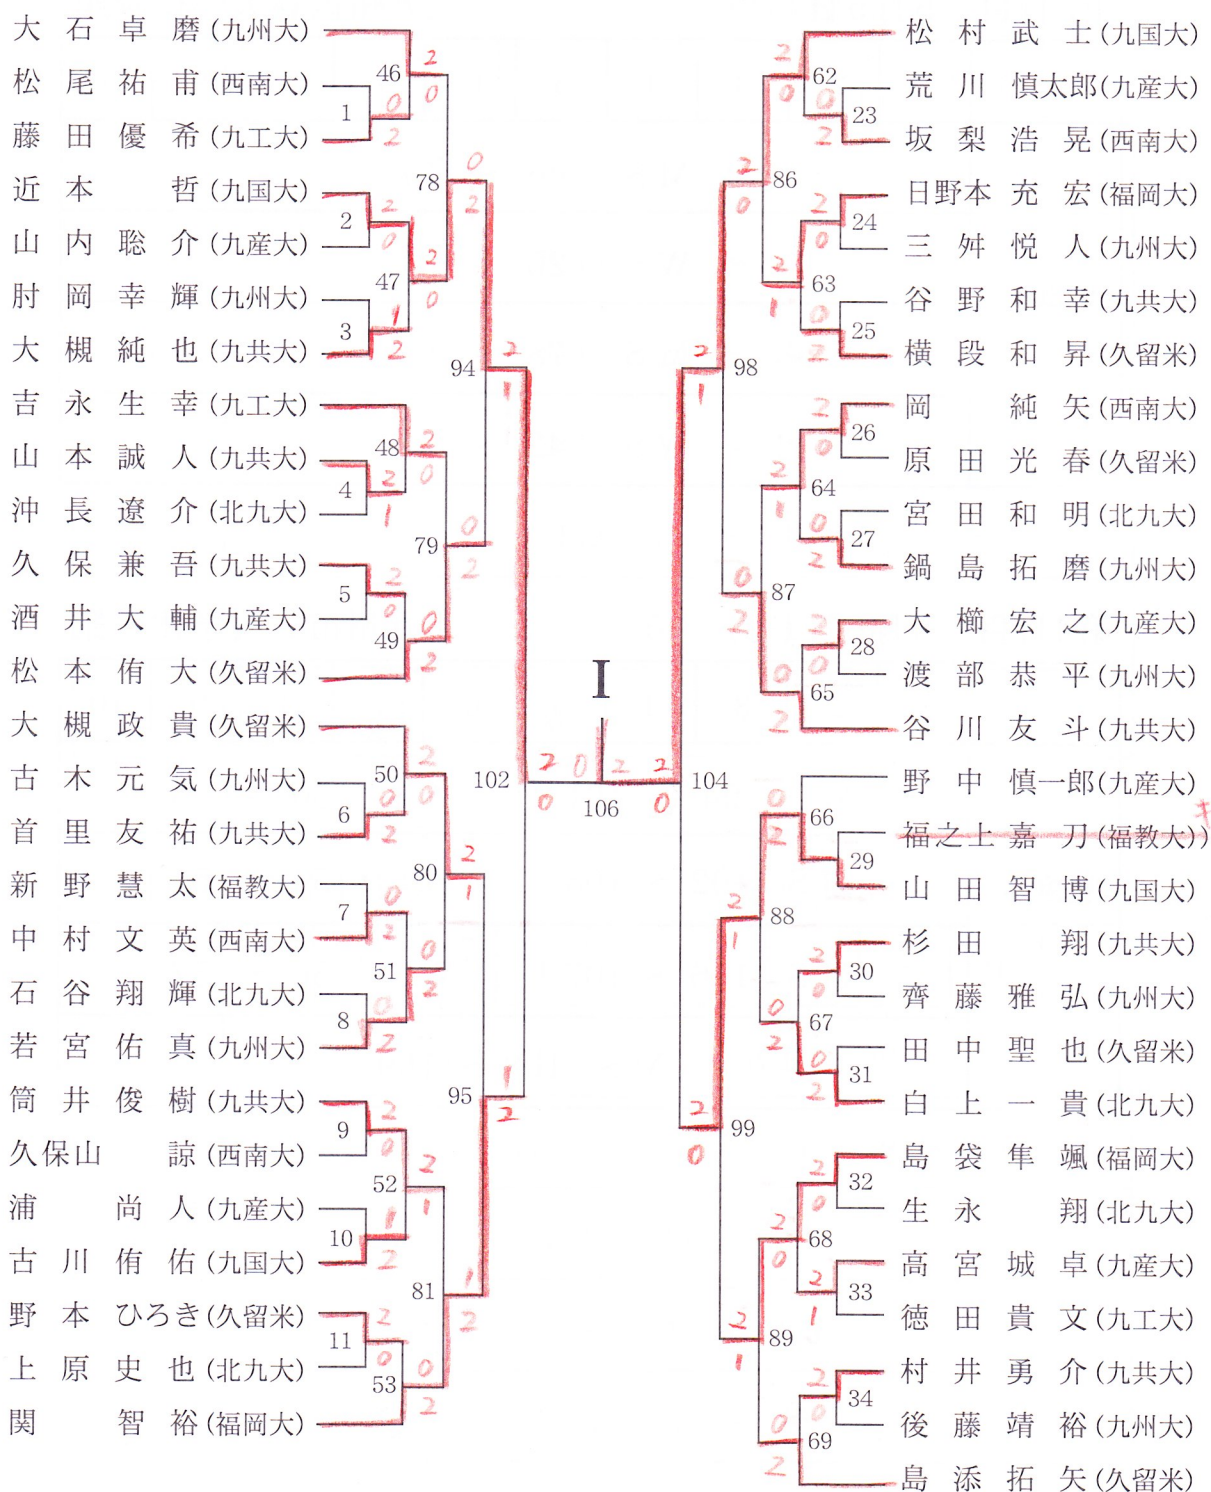 大石卓磨(九州大)
松尾祐甫(西南大)
藤田優希(九工大)
近本哲(九国大)
山内聡介(九産大)
肘岡幸輝(九州大)
大槻純也(九共大)
吉永生幸(九工大)
山本誠人(九共大)
沖長遼介(北九大)
久保兼吾(九共大)
酒井大輔(九産大)
松本侑大(久留米)
大槻政貴(久留米)
古木元気(九州大)
首里友祐(九共大)
新野慧太(福教大)
中村文英(西南大)
石谷翔輝(北九大)
若宮佑真(九州大)
筒井俊樹(九共大)
久保山諒(西南大)
浦尚人(九産大)
古川侑佑(九国大)
野本ひろき(久留米)
上原史也(北九大)
関智裕(福岡大)
46
1
2
47
3
78
94
48
4
79
5
49
50
6
80
7
51
8
95
9
52
10
81
11
53
102
I
106
104
松村武士(九国大)
荒川慎太郎(九産大)
坂梨浩晃(西南大)
日野本充宏(福岡大)
三舛悦人(九州大)
谷野和幸(九共大)
横段和昇(久留米)
岡純矢(西南大)
原田光春(久留米)
宮田和明(北九大)
鍋島拓磨(九州大)
大櫛宏之(九産大)
渡部恭平(九州大)
谷川友斗(九共大)
野中慎一郎(九産大)
福之上嘉刀(福教大))
山田智博(九国大)
杉田翔(九共大)
齊藤雅弘(九州大)
田中聖也(久留米)
白上一貴(北九大)
島袋隼颯(福岡大)
生永翔(北九大)
高宮城卓(九産大)
徳田貴文(九工大)
村井勇介(九共大)
後藤靖裕(九州大)
島添拓矢(久留米)
62
23
86
24
63
25
98
26
64
27
87
28
65
66
29
88
30
67
31
99
32
68
33
89
34
69